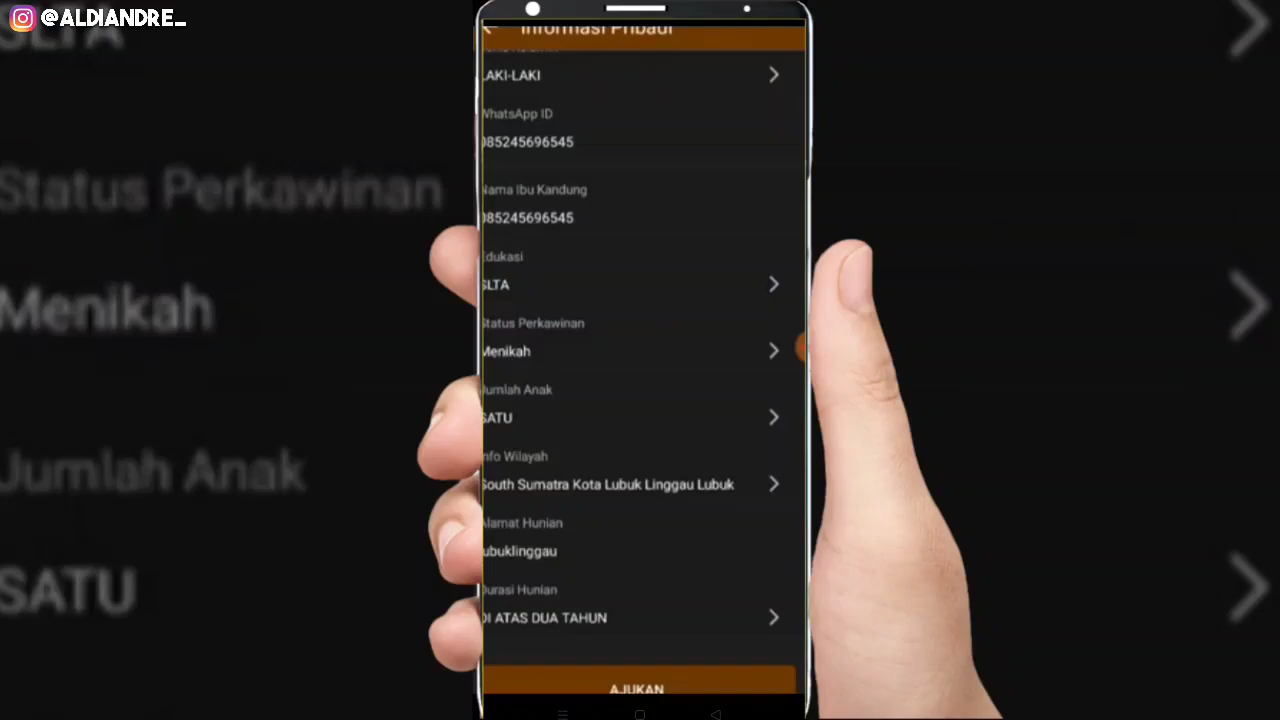 @ALDIANDRE_
SLTA
Status Perkawinan
Menikah
Jumlah Anak
SATU
Informasi Pribadi
LAKI-LAKI
WhatsApp ID
085245696545
Nama Ibu Kandung
085245696545
Edukasi
SLTA
Status Perkawinan
Menikah
Jumlah Anak
SATU
Info Wilayah
South Sumatra Kota Lubuk Linggau Lubuk
Alamat Hunian
lubuklinggau
Durasi Hunian
DI ATAS DUA TAHUN
AJUKAN